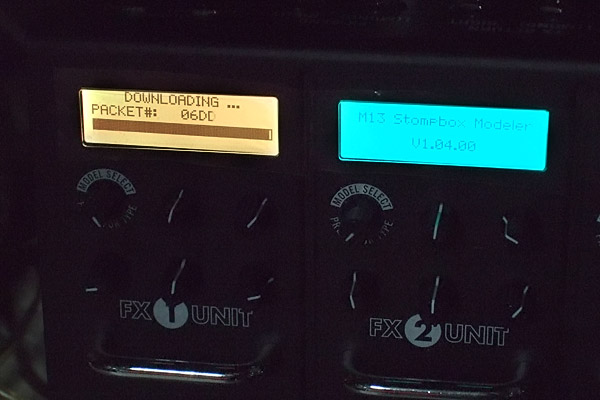 DOWNLOADING ...
PACKET#: 06DD
M13 Stompbox Modeler
V1.04.00
MODEL SELECT
MODEL SELECT
FX 1 UNIT
FX 2 UNIT